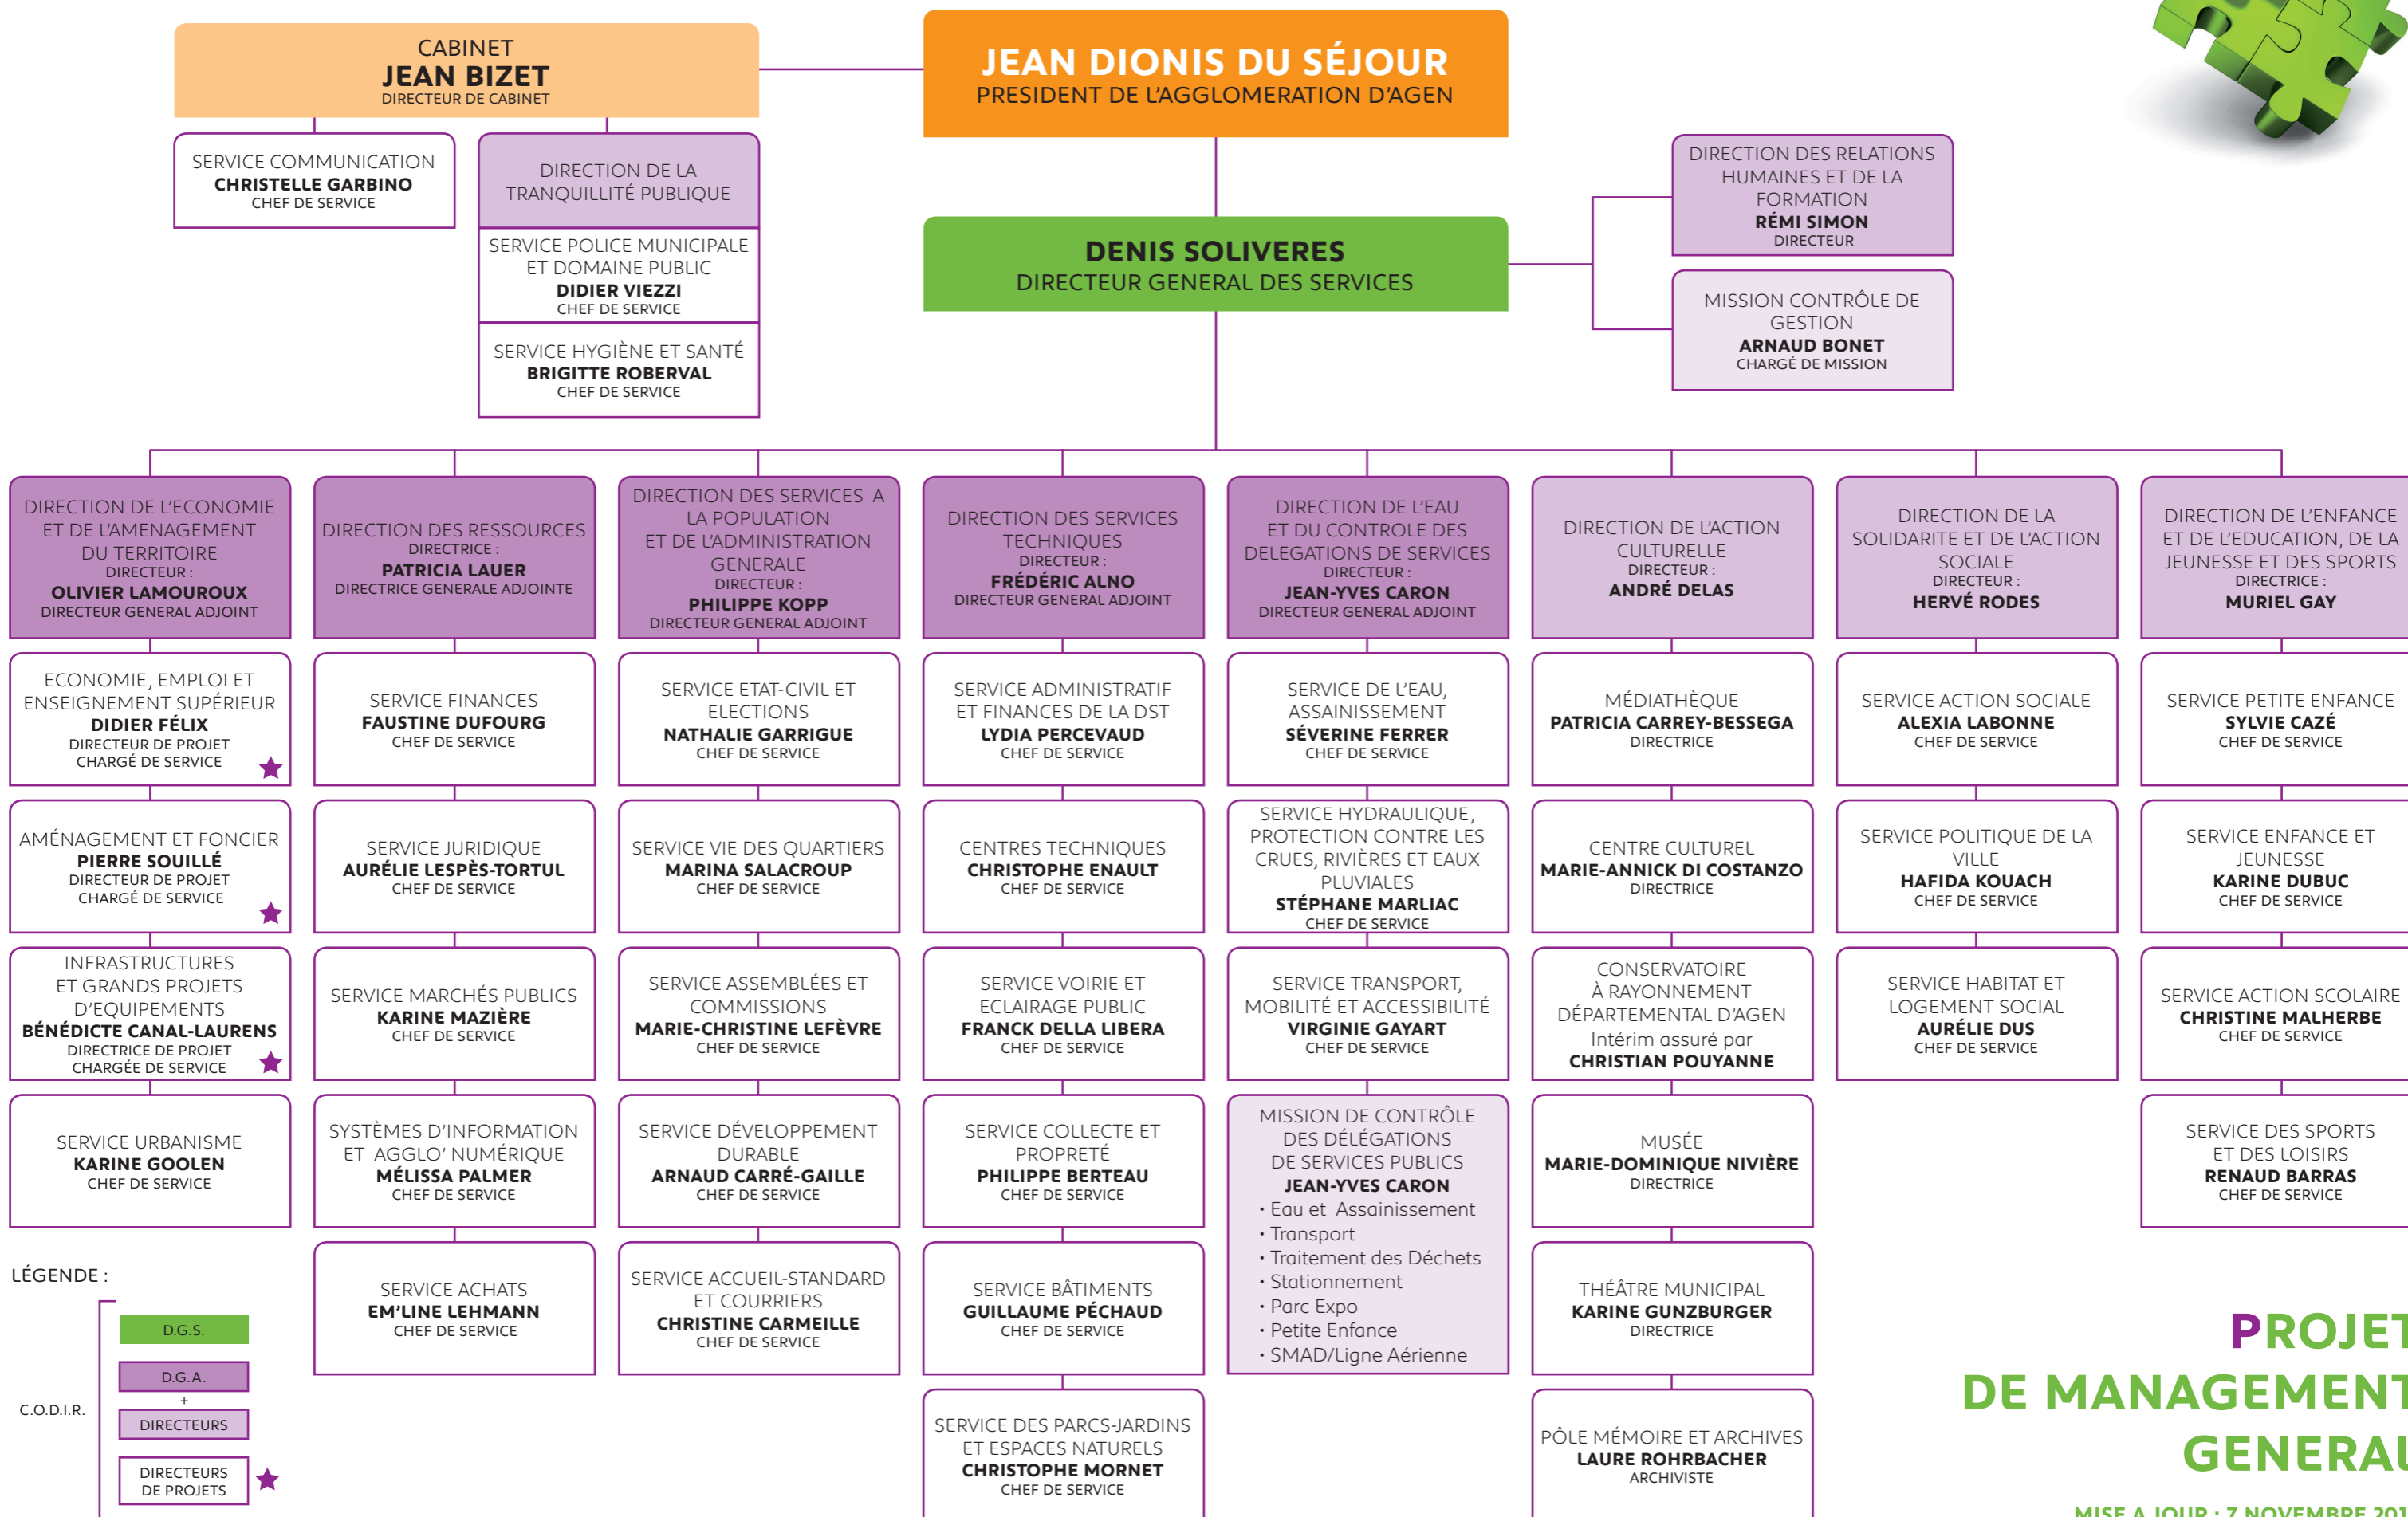 CABINET
JEAN BIZET
DIRECTEUR DE CABINET
JEAN DIONIS DU SÉJOUR
PRESIDENT DE L'AGGLOMERATION D'AGEN
SERVICE COMMUNICATION
CHRISTELLE GARBINO
CHEF DE SERVICE
DIRECTION DE LA
TRANQUILLITÉ PUBLIQUE
SERVICE POLICE MUNICIPALE
ET DOMAINE PUBLIC
DIDIER VIEZZI
CHEF DE SERVICE
SERVICE HYGIÈNE ET SANTÉ
BRIGITTE ROBERVAL
CHEF DE SERVICE
DENIS SOLIVERES
DIRECTEUR GENERAL DES SERVICES
DIRECTION DES RELATIONS
HUMAINES ET DE LA
FORMATION
RÉMI SIMON
DIRECTEUR
MISSION CONTRÔLE DE
GESTION
ARNAUD BONET
CHARGÉ DE MISSION
DIRECTION DE L'ECONOMIE
ET DE L'AMENAGEMENT
DU TERRITOIRE
DIRECTEUR :
OLIVIER LAMOUROUX
DIRECTEUR GENERAL ADJOINT
ECONOMIE, EMPLOI ET
ENSEIGNEMENT SUPÉRIEUR
DIDIER FÉLIX
DIRECTEUR DE PROJET
CHARGÉ DE SERVICE
AMÉNAGEMENT ET FONCIER
PIERRE SOUILLÉ
DIRECTEUR DE PROJET
CHARGÉ DE SERVICE
INFRASTRUCTURES
ET GRANDS PROJETS
D'EQUIPEMENTS
BÉNÉDICTE CANAL-LAURENS
DIRECTRICE DE PROJET
CHARGÉE DE SERVICE
SERVICE URBANISME
KARINE GOOLEN
CHEF DE SERVICE
DIRECTION DES RESSOURCES
DIRECTRICE :
PATRICIA LAUER
DIRECTRICE GENERALE ADJOINTE
SERVICE FINANCES
FAUSTINE DUFOURG
CHEF DE SERVICE
SERVICE JURIDIQUE
AURÉLIE LESPÈS-TORTUL
CHEF DE SERVICE
SERVICE MARCHÉS PUBLICS
KARINE MAZIÈRE
CHEF DE SERVICE
SYSTÈMES D'INFORMATION
ET AGGLO' NUMÉRIQUE
MÉLISSA PALMER
CHEF DE SERVICE
SERVICE ACHATS
EM'LINE LEHMANN
CHEF DE SERVICE
DIRECTION DES SERVICES A
LA POPULATION
ET DE L'ADMINISTRATION
GENERALE
DIRECTEUR :
PHILIPPE KOPP
DIRECTEUR GENERAL ADJOINT
SERVICE ETAT-CIVIL ET
ELECTIONS
NATHALIE GARRIGUE
CHEF DE SERVICE
SERVICE VIE DES QUARTIERS
MARINA SALACROUP
CHEF DE SERVICE
SERVICE ASSEMBLÉES ET
COMMISSIONS
MARIE-CHRISTINE LEFÈVRE
CHEF DE SERVICE
SERVICE DÉVELOPPEMENT
DURABLE
ARNAUD CARRÉ-GAILLE
CHEF DE SERVICE
SERVICE ACCUEIL-STANDARD
ET COURRIERS
CHRISTINE CARMEILLE
CHEF DE SERVICE
DIRECTION DES SERVICES
TECHNIQUES
DIRECTEUR :
FRÉDÉRIC ALNO
DIRECTEUR GENERAL ADJOINT
SERVICE ADMINISTRATIF
ET FINANCES DE LA DST
LYDIA PERCEVAUD
CHEF DE SERVICE
CENTRES TECHNIQUES
CHRISTOPHE ENAULT
CHEF DE SERVICE
SERVICE VOIRIE ET
ECLAIRAGE PUBLIC
FRANCK DELLA LIBERA
CHEF DE SERVICE
SERVICE COLLECTE ET
PROPRETÉ
PHILIPPE BERTEAU
CHEF DE SERVICE
SERVICE BÂTIMENTS
GUILLAUME PÉCHAUD
CHEF DE SERVICE
SERVICE DES PARCS-JARDINS
ET ESPACES NATURELS
CHRISTOPHE MORNET
CHEF DE SERVICE
DIRECTION DE L'EAU
ET DU CONTROLE DES
DELEGATIONS DE SERVICES
DIRECTEUR :
JEAN-YVES CARON
DIRECTEUR GENERAL ADJOINT
SERVICE DE L'EAU,
ASSAINISSEMENT
SÉVERINE FERRER
CHEF DE SERVICE
SERVICE HYDRAULIQUE,
PROTECTION CONTRE LES
CRUES, RIVIÈRES ET EAUX
PLUVIALES
STÉPHANE MARLIAC
CHEF DE SERVICE
SERVICE TRANSPORT,
MOBILITÉ ET ACCESSIBILITÉ
VIRGINIE GAYART
CHEF DE SERVICE
MISSION DE CONTRÔLE
DES DÉLÉGATIONS
DE SERVICES PUBLICS
JEAN-YVES CARON
• Eau et Assainissement
• Transport
• Traitement des Déchets
• Stationnement
• Parc Expo
• Petite Enfance
• SMAD/Ligne Aérienne
DIRECTION DE L'ACTION
CULTURELLE
DIRECTEUR :
ANDRÉ DELAS
MÉDIATHÈQUE
PATRICIA CARREY-BESSEGA
DIRECTRICE
CENTRE CULTUREL
MARIE-ANNICK DI COSTANZO
DIRECTRICE
CONSERVATOIRE
À RAYONNEMENT
DÉPARTEMENTAL D'AGEN
Intérim assuré par
CHRISTIAN POUYANNE
MUSÉE
MARIE-DOMINIQUE NIVIÈRE
DIRECTRICE
THÉÂTRE MUNICIPAL
KARINE GUNZBURGER
DIRECTRICE
PÔLE MÉMOIRE ET ARCHIVES
LAURE ROHRBACHER
ARCHIVISTE
DIRECTION DE LA
SOLIDARITE ET DE L'ACTION
SOCIALE
DIRECTEUR :
HERVÉ RODES
SERVICE ACTION SOCIALE
ALEXIA LABONNE
CHEF DE SERVICE
SERVICE POLITIQUE DE LA
VILLE
HAFIDA KOUACH
CHEF DE SERVICE
SERVICE HABITAT ET
LOGEMENT SOCIAL
AURÉLIE DUS
CHEF DE SERVICE
DIRECTION DE L'ENFANCE
ET DE L'EDUCATION, DE LA
JEUNESSE ET DES SPORTS
DIRECTRICE :
MURIEL GAY
SERVICE PETITE ENFANCE
SYLVIE CAZÉ
CHEF DE SERVICE
SERVICE ENFANCE ET
JEUNESSE
KARINE DUBUC
CHEF DE SERVICE
SERVICE ACTION SCOLAIRE
CHRISTINE MALHERBE
CHEF DE SERVICE
SERVICE DES SPORTS
ET DES LOISIRS
RENAUD BARRAS
CHEF DE SERVICE
LÉGENDE :
C.O.D.I.R.
D.G.S.
D.G.A.
+
DIRECTEURS
DIRECTEURS
DE PROJETS
PROJET
DE MANAGEMENT
GENERAL
MISE A JOUR : 7 NOVEMBRE 201